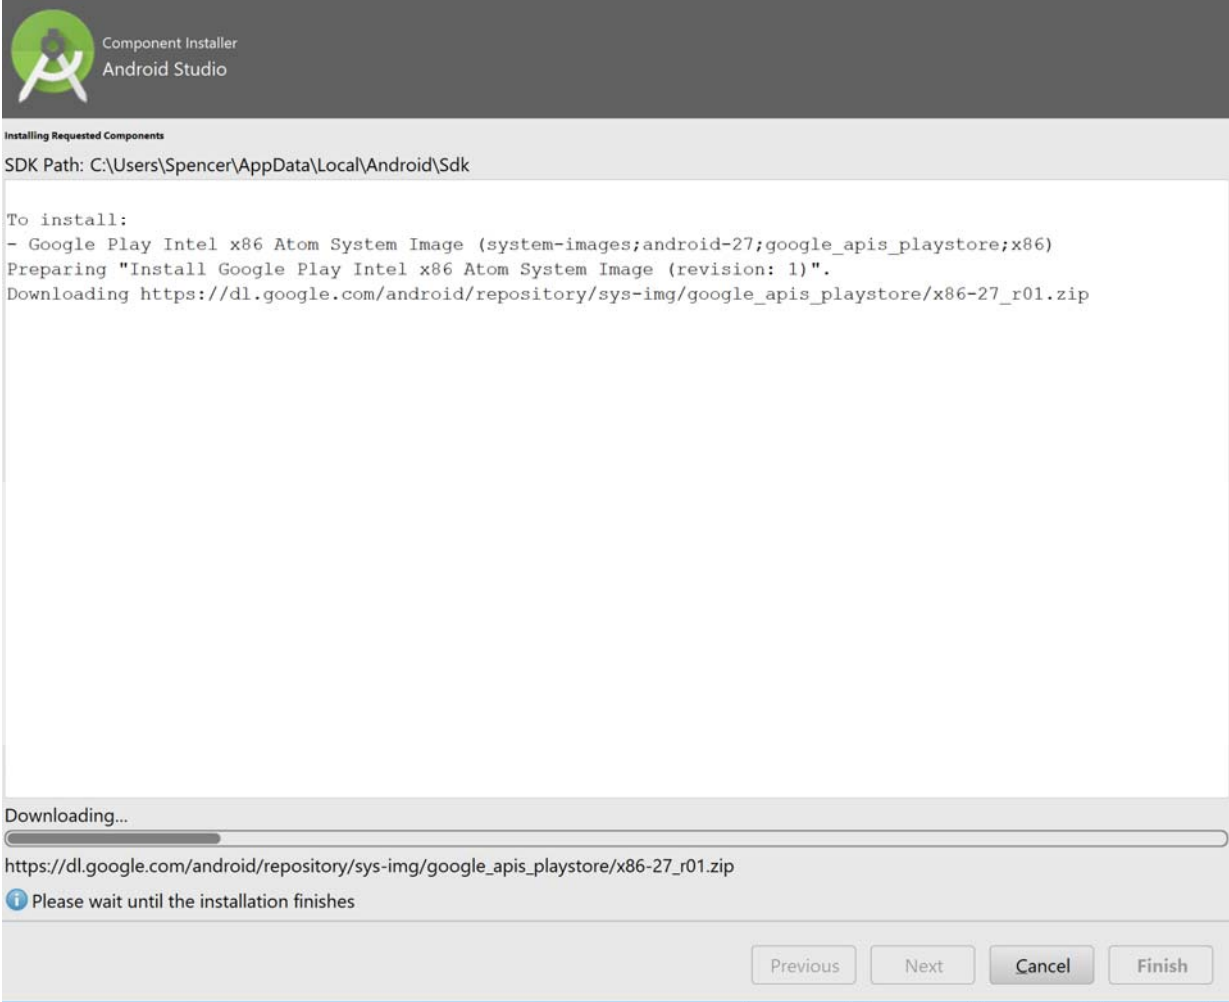 Component Installer
Android Studio
Installing Requested Components
SDK Path: C:\Users\Spencer\AppData\Local\Android\Sdk
To install:
- Google Play Intel x86 Atom System Image (system-images;android-27;google_apis_playstore;x86)
Preparing "Install Google Play Intel x86 Atom System Image (revision: 1)".
Downloading https://dl.google.com/android/repository/sys-img/google_apis_playstore/x86-27_r01.zip
Downloading...
https://dl.google.com/android/repository/sys-img/google_apis_playstore/x86-27_r01.zip
Please wait until the installation finishes
Previous Next Cancel Finish